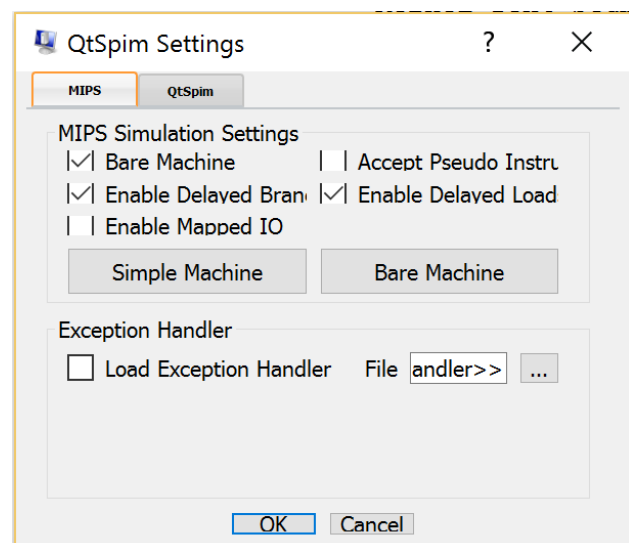 QtSpim Settings ? ×
MIPS QtSpim
MIPS Simulation Settings
Bare Machine Accept Pseudo Instru
Enable Delayed Bran Enable Delayed Load
Enable Mapped IO
Simple Machine Bare Machine
Exception Handler
Load Exception Handler File andler>> ...
OK Cancel